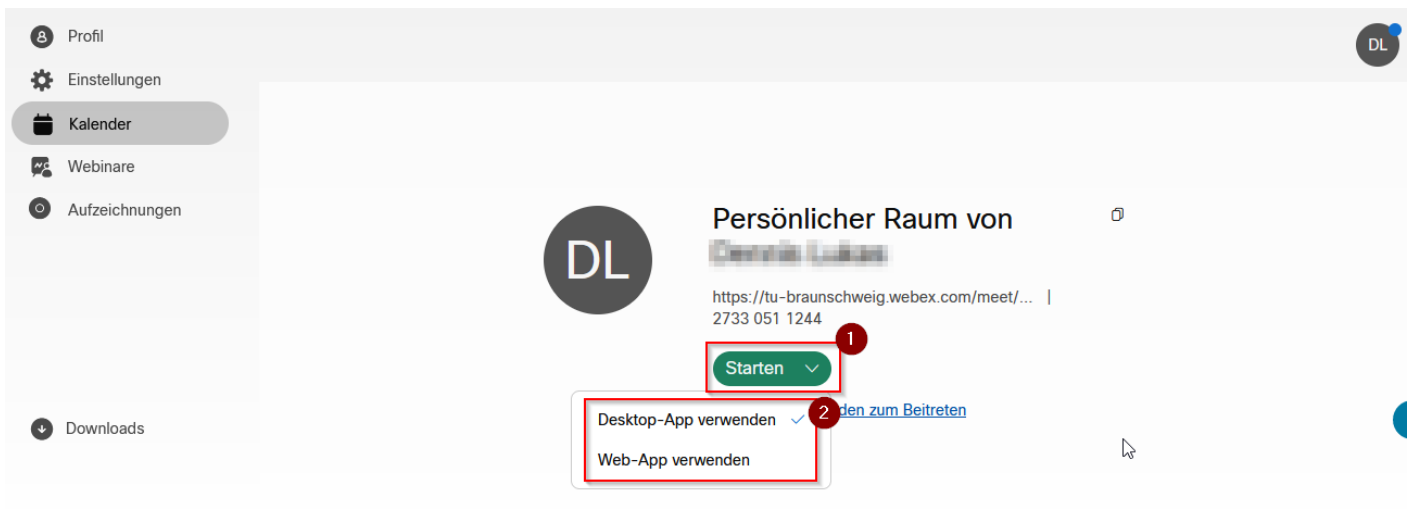 Profil
Einstellungen
Kalender
Webinare
Aufzeichnungen
Downloads
DL
DL
Persönlicher Raum von
https://tu-braunschweig.webex.com/meet/... |
2733 051 1244
1
Starten
2
den zum Beitreten
Desktop-App verwenden
Web-App verwenden